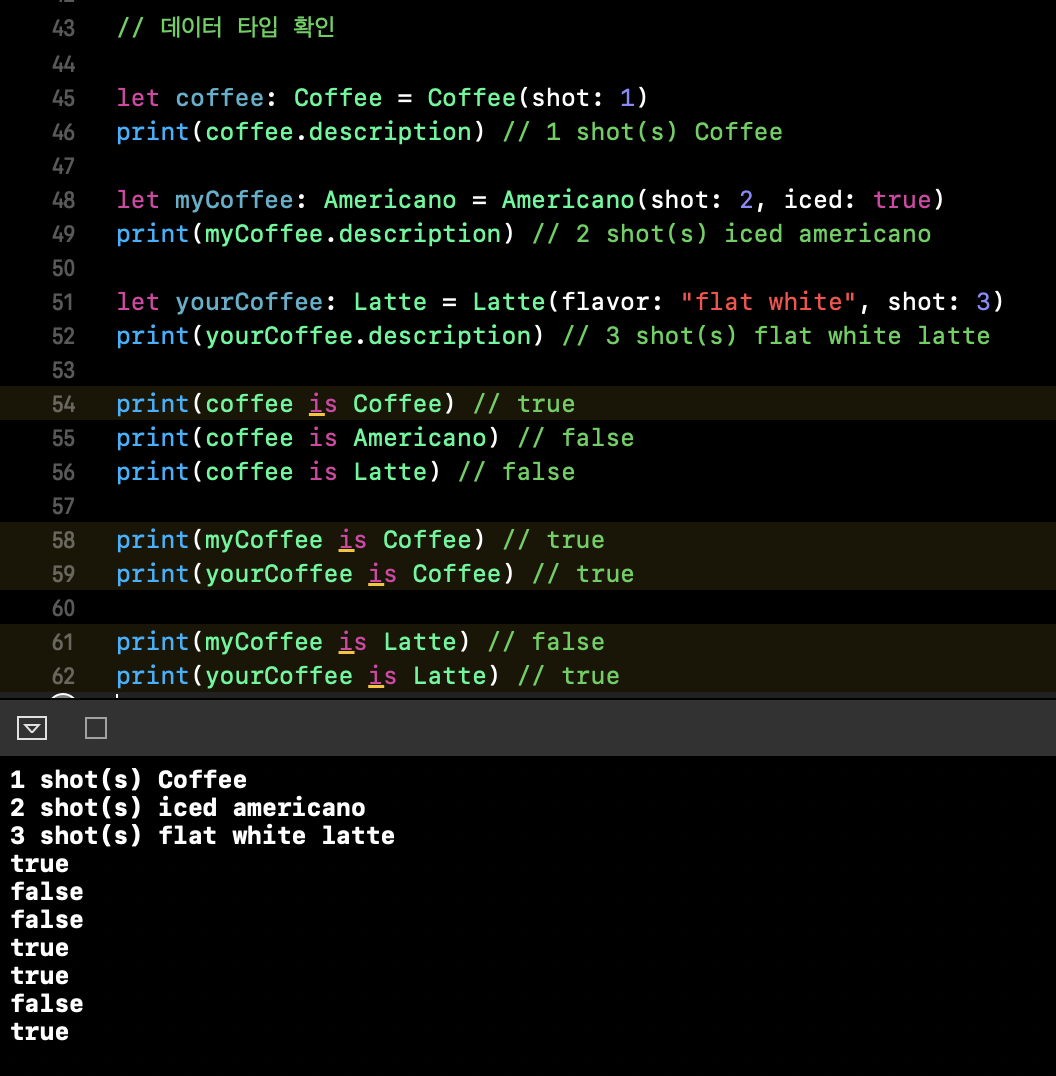 43 // 데이터 타입 확인
44
45 let coffee: Coffee = Coffee(shot: 1)
46 print(coffee.description) // 1 shot(s) Coffee
47
48 let myCoffee: Americano = Americano(shot: 2, iced: true)
49 print(myCoffee.description) // 2 shot(s) iced americano
50
51 let yourCoffee: Latte = Latte(flavor: "flat white", shot: 3)
52 print(yourCoffee.description) // 3 shot(s) flat white latte
53
54 print(coffee is Coffee) // true
55 print(coffee is Americano) // false
56 print(coffee is Latte) // false
57
58 print(myCoffee is Coffee) // true
59 print(yourCoffee is Coffee) // true
60
61 print(myCoffee is Latte) // false
62 print(yourCoffee is Latte) // true
1 shot(s) Coffee
2 shot(s) iced americano
3 shot(s) flat white latte
true
false
false
true
true
false
true